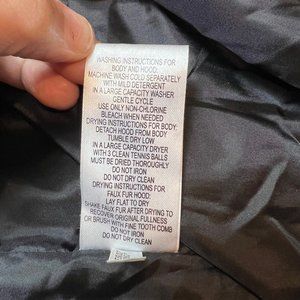 WASHING INSTRUCTIONS FOR
BODY AND HOOD:
MACHINE WASH COLD SEPARATELY
WITH MILD DETERGENT
IN A LARGE CAPACITY WASHER
GENTLE CYCLE
USE ONLY NON-CHLORINE
BLEACH WHEN NEEDED
DRYING INSTRUCTIONS FOR BODY:
DETACH HOOD FROM BODY
TUMBLE DRY LOW
IN A LARGE CAPACITY DRYER
WITH 3 CLEAN TENNIS BALLS
MUST BE DRIED THOROUGHLY
DO NOT IRON
DO NOT DRY CLEAN
DRYING INSTRUCTIONS FOR
FAUX FUR HOOD:
LAY FLAT TO DRY
SHAKE FAUX FUR AFTER DRYING TO
RECOVER ORIGINAL FULLNESS
OR BRUSH WITH FINE TOOTH COMB
DO NOT IRON
DO NOT DRY CLEAN